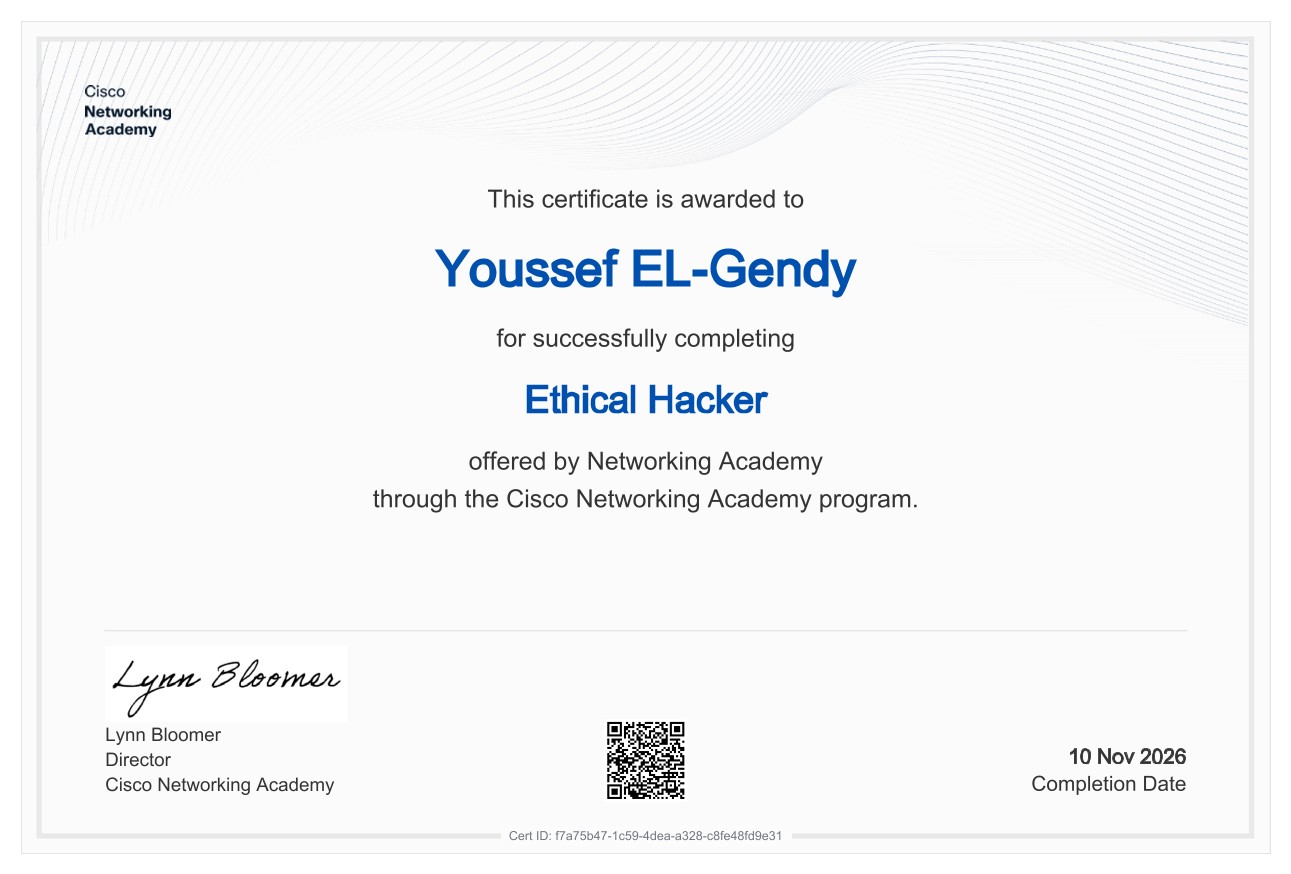 Cisco
Networking
Academy
This certificate is awarded to
Youssef EL-Gendy
for successfully completing
Ethical Hacker
offered by Networking Academy
through the Cisco Networking Academy program.
Lynn Bloomer
Lynn Bloomer
Director
Cisco Networking Academy
10 Nov 2026
Completion Date
Cert ID: f7a75b47-1c59-4dea-a328-c8fe48fd9e31